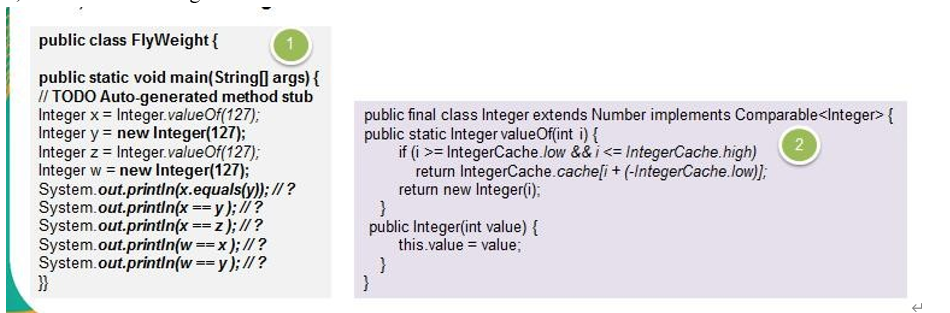 public class FlyWeight {
1
public static void main(String[] args) {
// TODO Auto-generated method stub
Integer x = Integer.valueOf(127);
Integer y = new Integer(127);
Integer z = Integer.valueOf(127);
Integer w = new Integer(127);
System.out.println(x.equals(y)); // ?
System.out.println(x == y ); // ?
System.out.println(x == z ); // ?
System.out.println(w == x ); // ?
System.out.println(w == y ); // ?
}}
public final class Integer extends Number implements Comparable<Integer> {
public static Integer valueOf(int i) {
2
if (i >= IntegerCache.low && i <= IntegerCache.high)
return IntegerCache.cache[i + (-IntegerCache.low)];
return new Integer(i);
}
public Integer(int value) {
this.value = value;
}
}